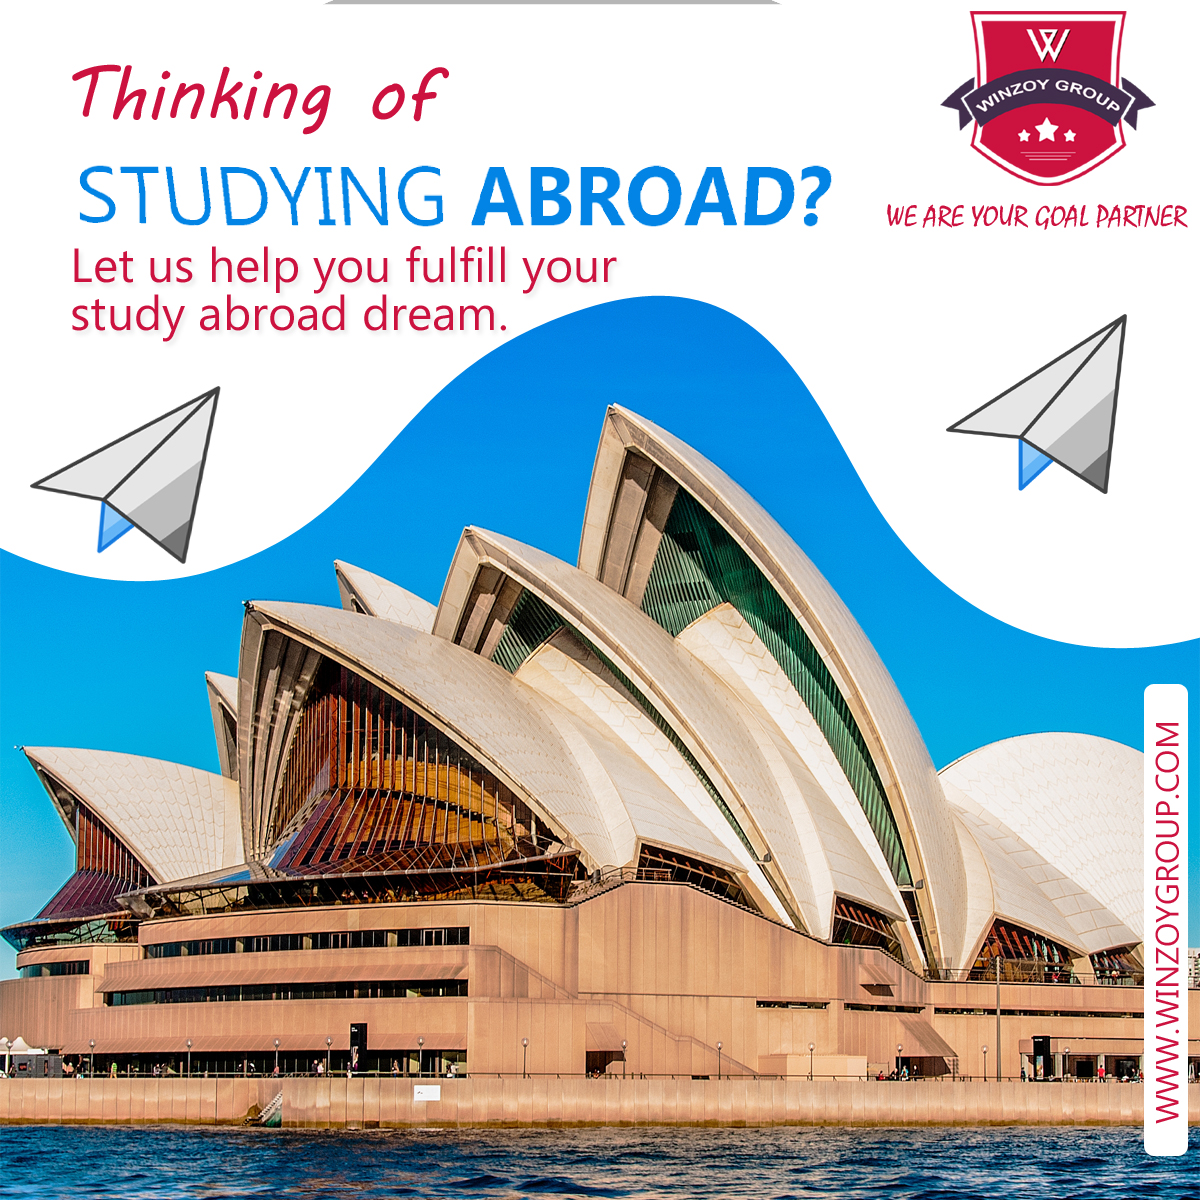 Thinking of
STUDYING ABROAD?
Let us help you fulfill your
study abroad dream.
W
WINZOY GROUP
WE ARE YOUR GOAL PARTNER
WWW.WINZOYGROUP.COM